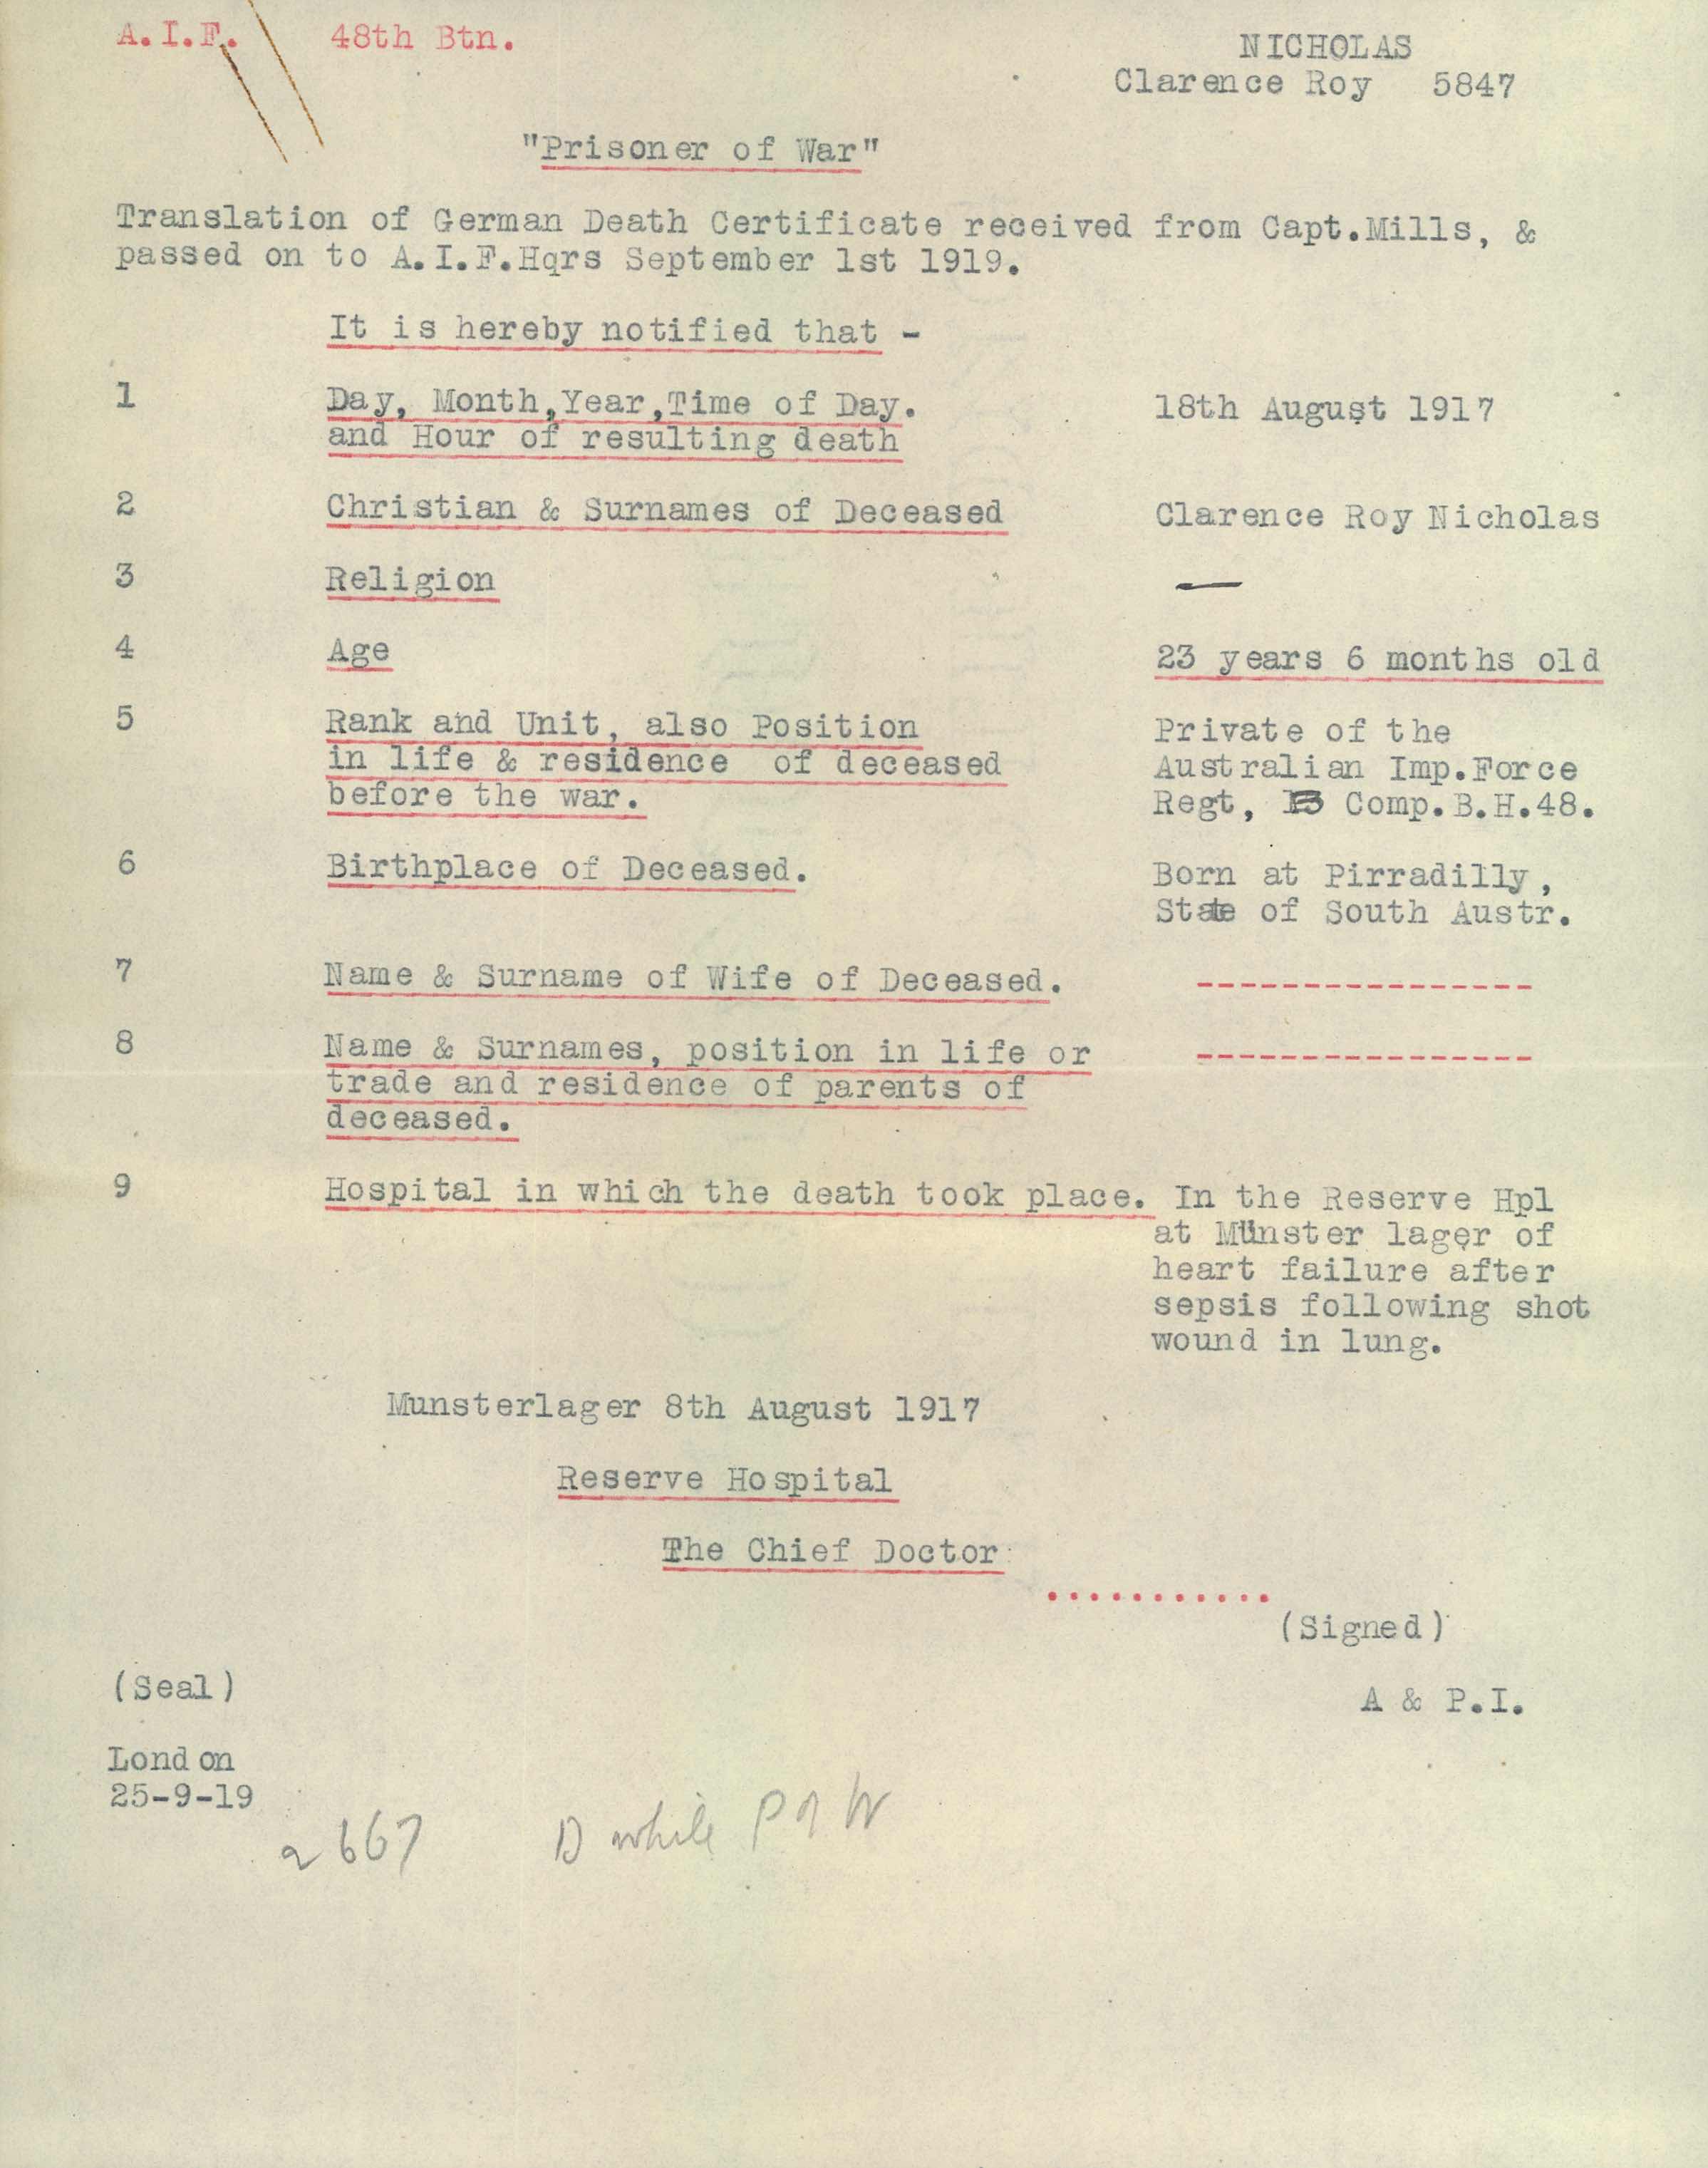 A.I.F. 48th Btn.
NICHOLAS
Clarence Roy 5847
"Prisoner of War"
Translation of German Death Certificate received from Capt.Mills, &
passed on to A.I.F.Hqrs September 1st 1919.
It is hereby notified that -
1 Day, Month,Year,Time of Day. 18th August 1917
and Hour of resulting death
2 Christian & Surnames of Deceased Clarence Roy Nicholas
3 Religion —
4 Age 23 years 6 months old
5 Rank and Unit, also Position Private of the
in life & residence of deceased Australian Imp.Force
before the war. Regt, B Comp.B.H.48.
6 Birthplace of Deceased. Born at Pirradilly,
State of South Austr.
7 Name & Surname of Wife of Deceased. ----------------
8 Name & Surnames, position in life or ----------------
trade and residence of parents of
deceased.
9 Hospital in which the death took place. In the Reserve Hpl
at Münster lager of
heart failure after
sepsis following shot
wound in lung.
Munsterlager 8th August 1917
Reserve Hospital
The Chief Doctor
...........
(Signed)
(Seal)
A & P.I.
London
25-9-19
2667 D while P of W